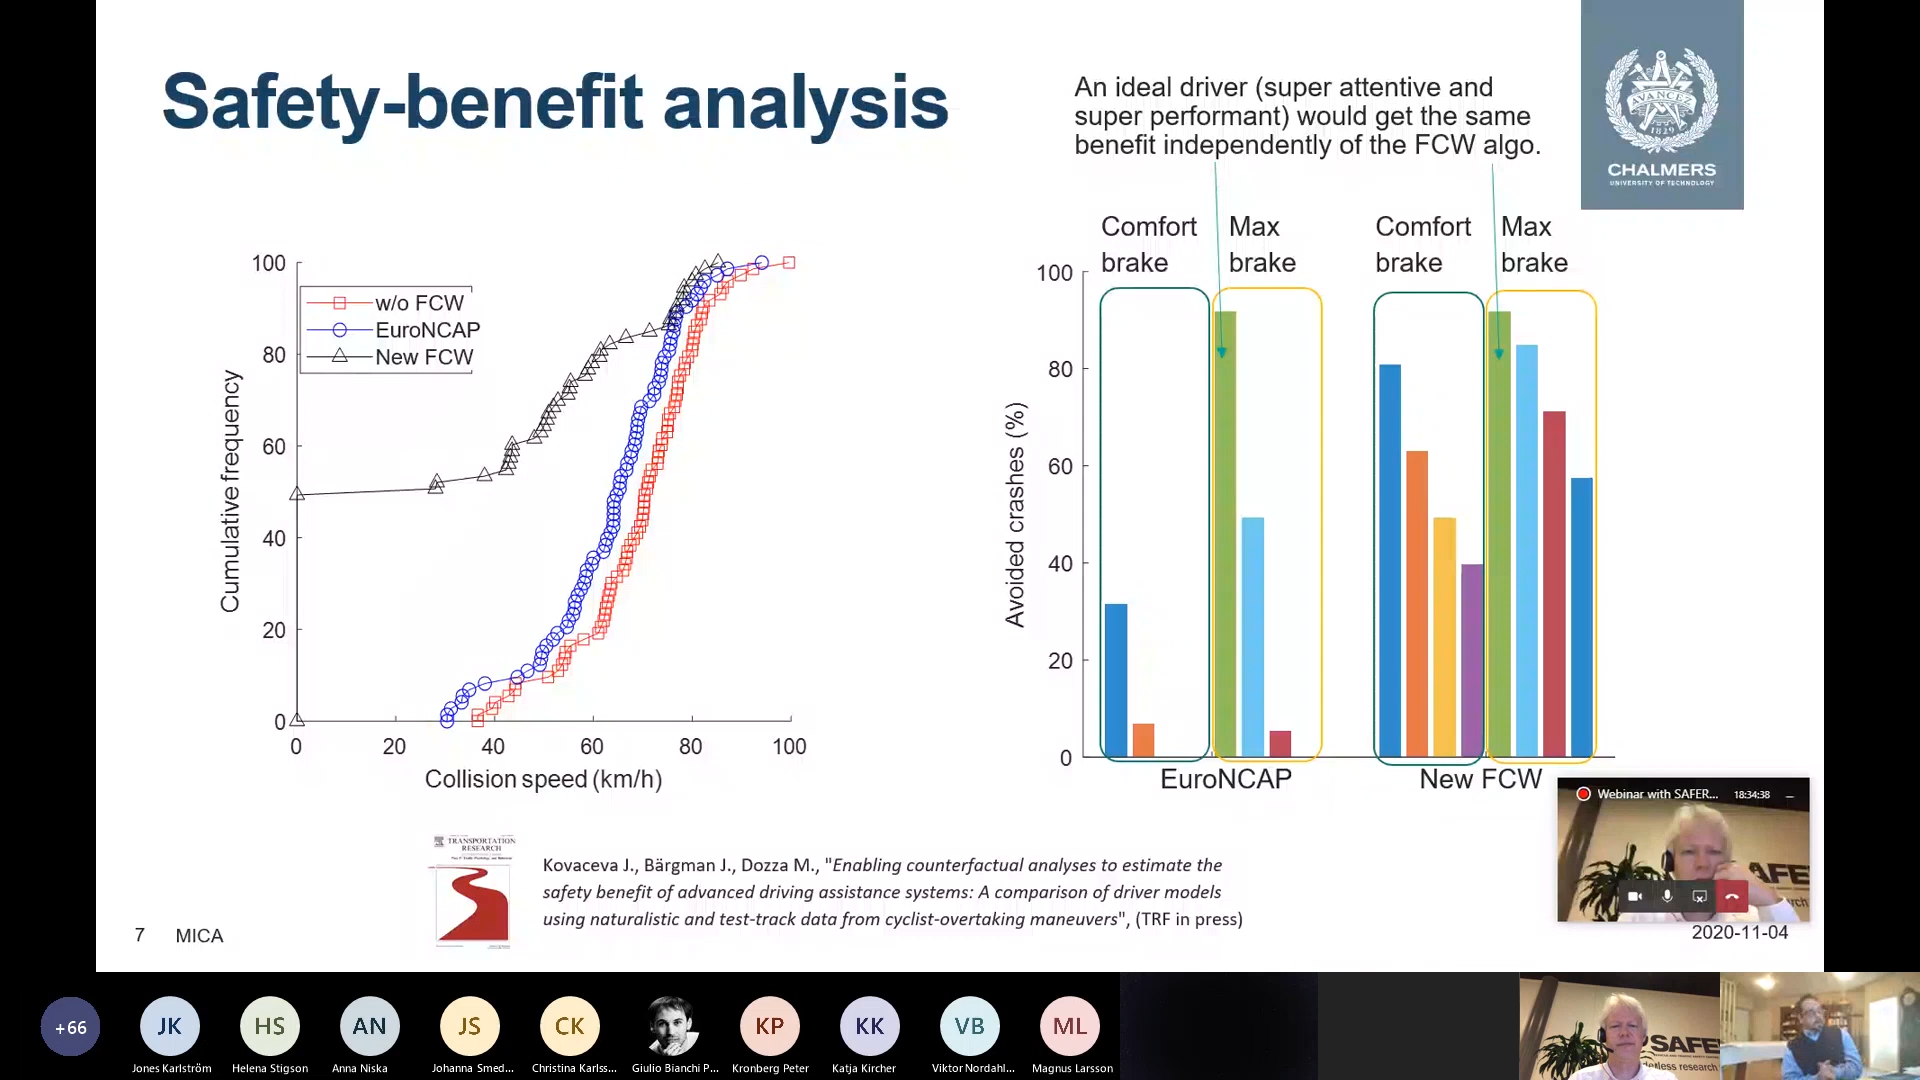 Safety-benefit analysis
An ideal driver (super attentive and
super performant) would get the same
benefit independently of the FCW algo.
AVANCEZ
1829
CHALMERS
UNIVERSITY OF TECHNOLOGY
100
80
60
40
20
0
Cumulative frequency
w/o FCW
EuroNCAP
New FCW
0 20 40 60 80 100
Collision speed (km/h)
Comfort
brake
Max
brake
Comfort
brake
Max
brake
100
80
60
40
20
0
Avoided crashes (%)
EuroNCAP
New FCW
TRANSPORTATION
RESEARCH
Kovaceva J., Bärgman J., Dozza M., "Enabling counterfactual analyses to estimate the
safety benefit of advanced driving assistance systems: A comparison of driver models
using naturalistic and test-track data from cyclist-overtaking maneuvers", (TRF in press)
7 MICA
2020-11-04
Webinar with SAFER... 18:34:38
+66
JK
HS
AN
JS
CK
KP
KK
VB
ML
Jones Karlström
Helena Stigson
Anna Niska
Johanna Smed...
Christina Karlss...
Giulio Bianchi P...
Kronberg Peter
Katja Kircher
Viktor Nordahl...
Magnus Larsson
SAFE